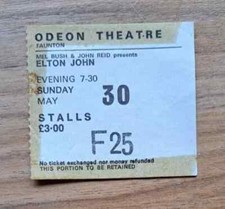 ODEON THEATRE
TAUNTON
MEL BUSH & JOHN REID presents
ELTON JOHN
EVENING 7-30
SUNDAY
MAY 30
STALLS
£3·00
F25
No ticket exchanged nor money refunded
THIS PORTION TO BE RETAINED